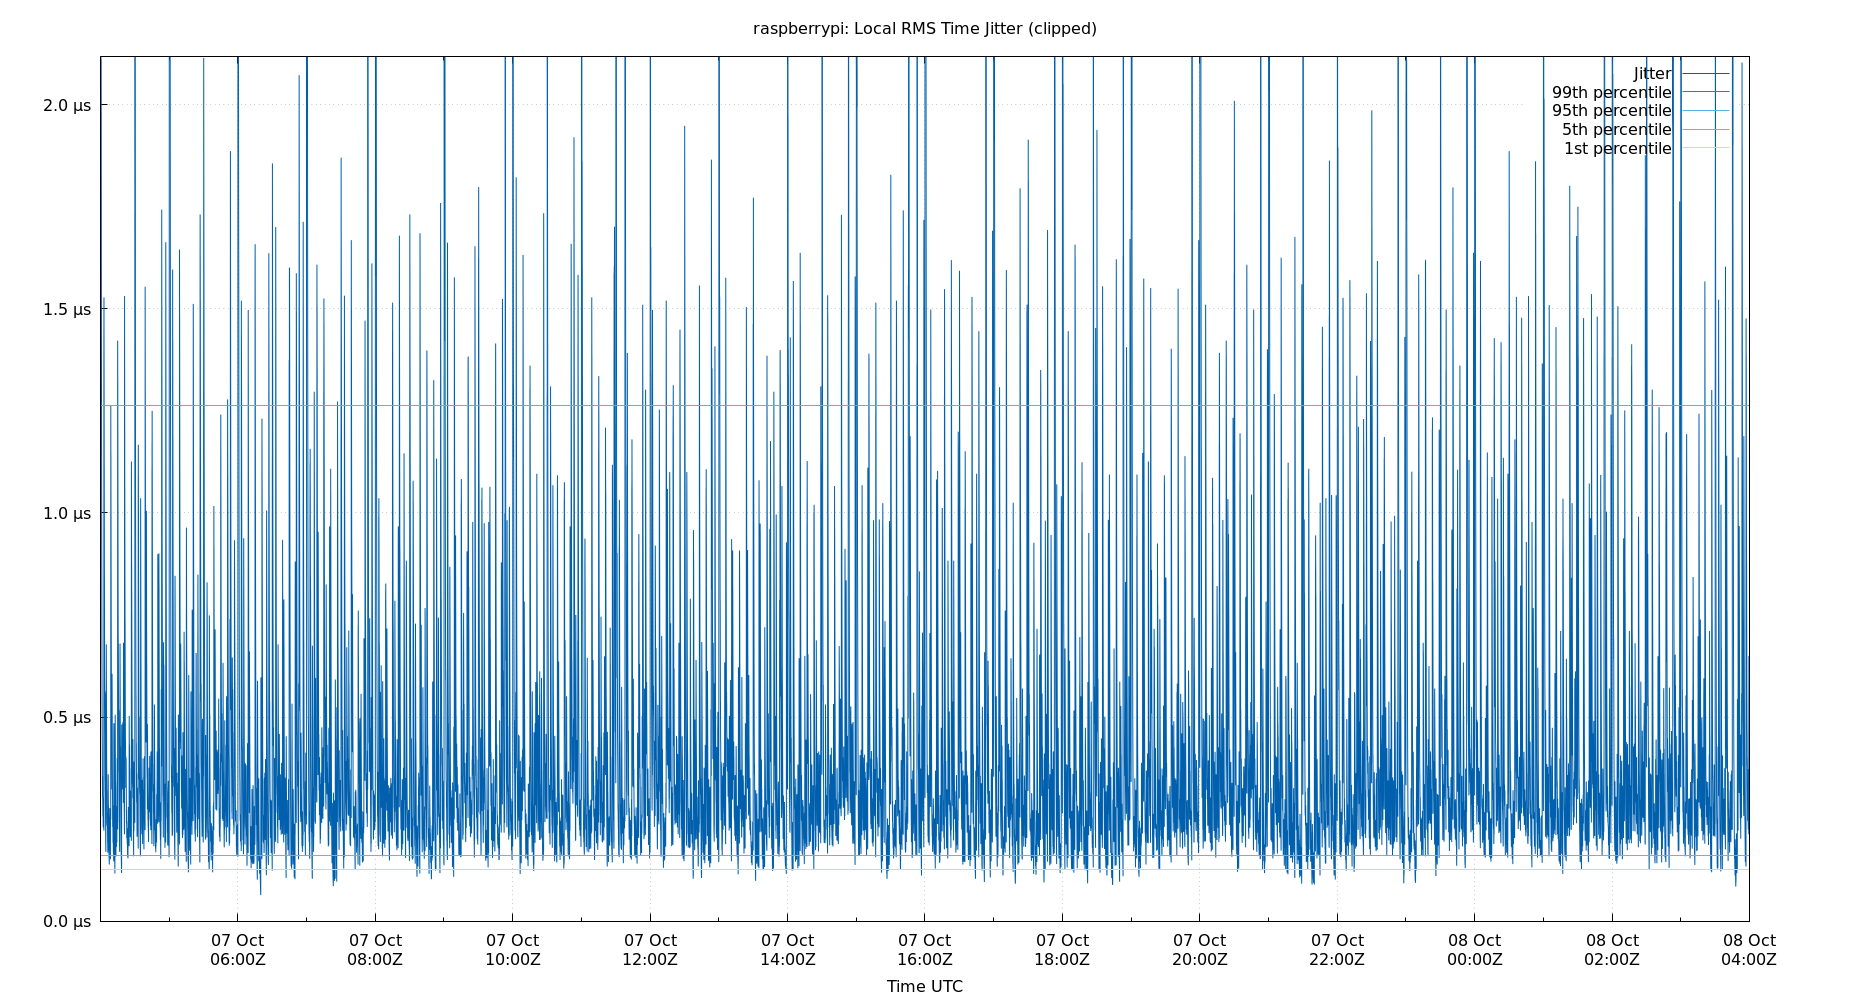 raspberrypi: Local RMS Time Jitter (clipped)
Jitter
99th percentile
95th percentile
5th percentile
1st percentile
2.0 µs
1.5 µs
1.0 µs
0.5 µs
0.0 µs
07 Oct 07 Oct 07 Oct 07 Oct 07 Oct 07 Oct 07 Oct 07 Oct 07 Oct 08 Oct 08 Oct 08 Oct
06:00Z 08:00Z 10:00Z 12:00Z 14:00Z 16:00Z 18:00Z 20:00Z 22:00Z 00:00Z 02:00Z 04:00Z
Time UTC